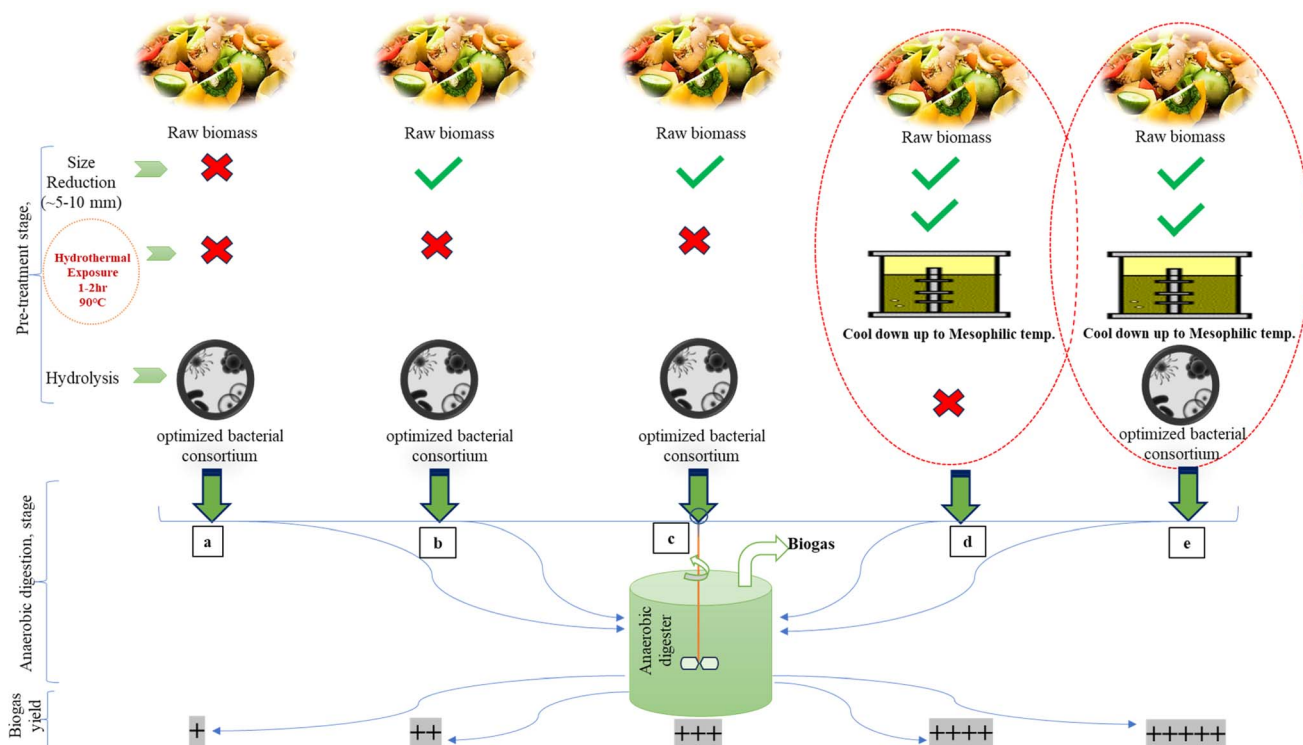 Raw biomass
Raw biomass
Raw biomass
Raw biomass
Raw biomass
Pre-treatment stage,
Size
Reduction
(~5-10 mm)
Hydrothermal
Exposure
1-2hr
90°C
Cool down up to Mesophilic temp.
Cool down up to Mesophilic temp.
Hydrolysis
optimized bacterial
consortium
optimized bacterial
consortium
optimized bacterial
consortium
optimized bacterial
consortium
Anaerobic digestion, stage
a
b
c
d
e
Biogas
Anaerobic
digester
Biogas
yield
+
++
+++
++++
+++++